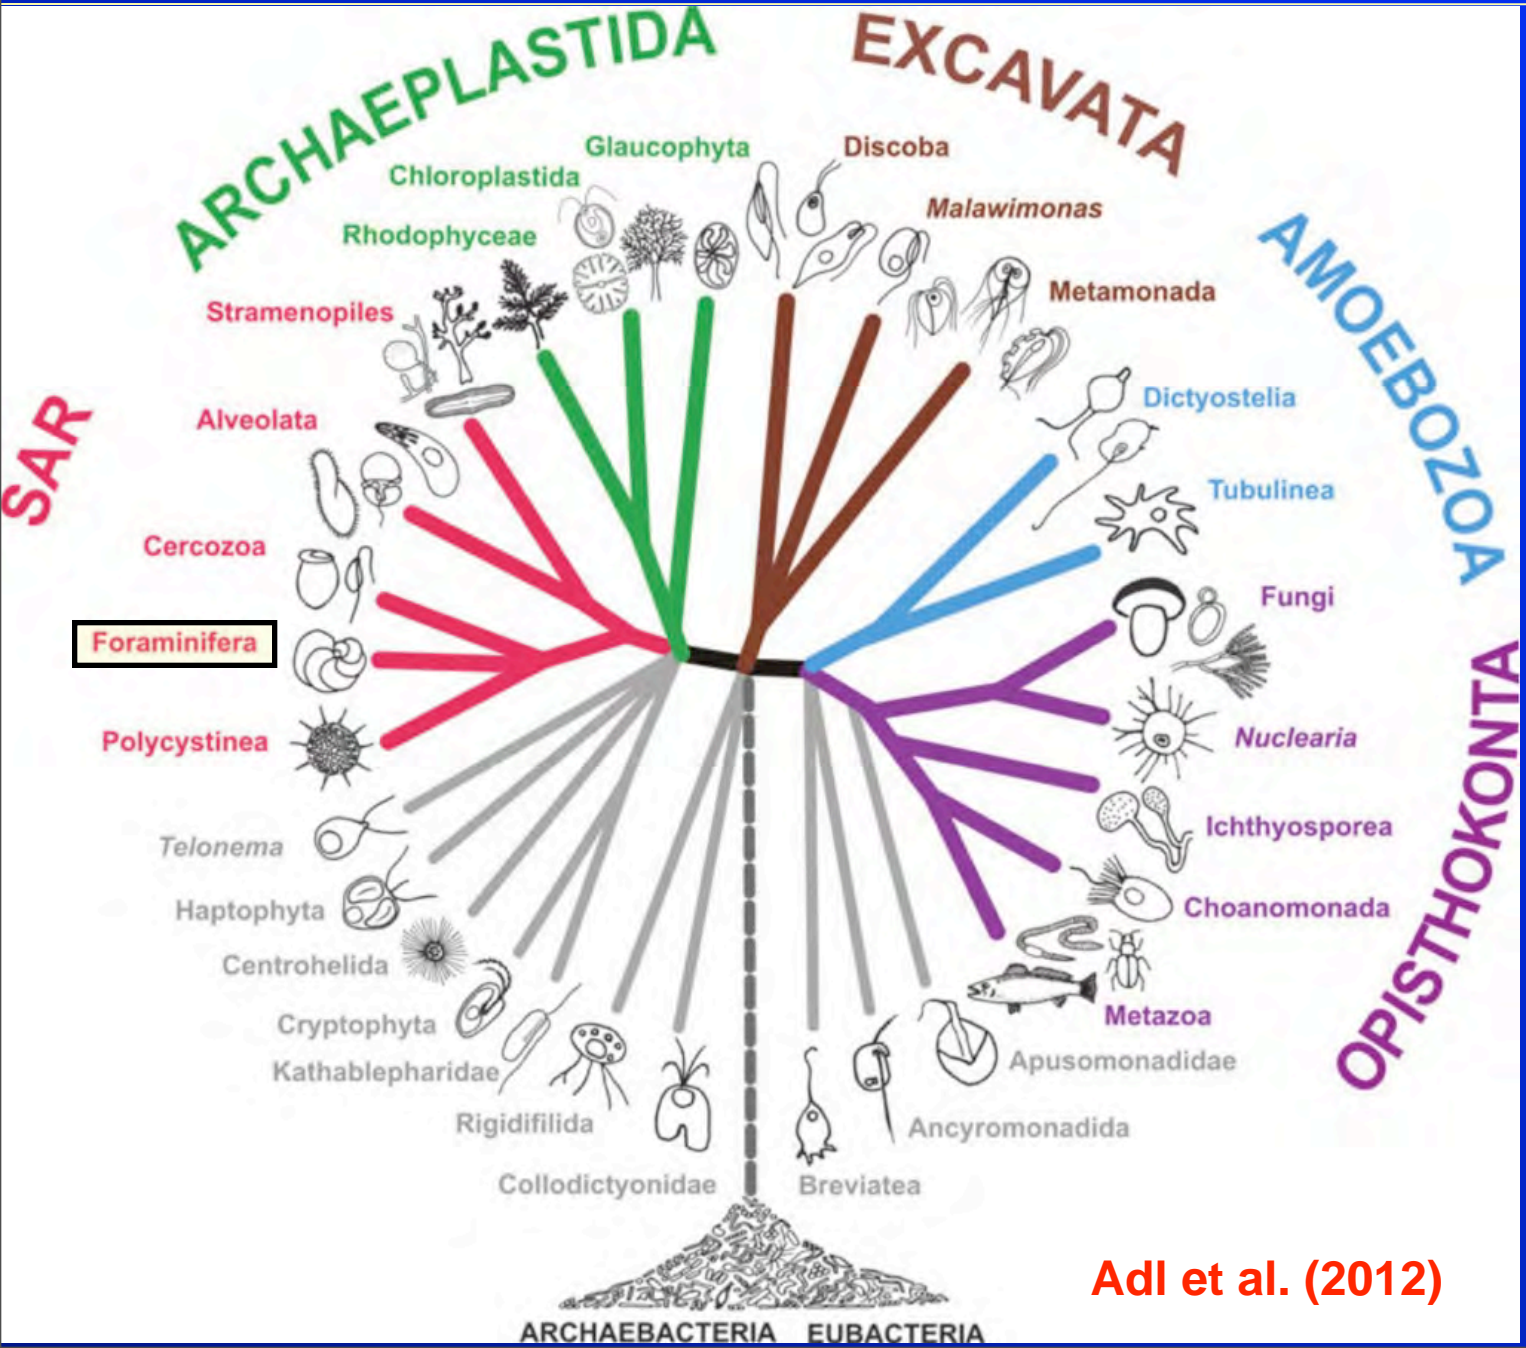 ARCHAEPLASTIDA
EXCAVATA
AMOEBOZOA
OPISTHOKONTA
SAR
Glaucophyta
Chloroplastida
Rhodophyceae
Stramenopiles
Alveolata
Cercozoa
Foraminifera
Polycystinea
Discoba
Malawimonas
Metamonada
Dictyostelia
Tubulinea
Fungi
Nuclearia
Ichthyosporea
Choanomonada
Metazoa
Telonema
Haptophyta
Centrohelida
Cryptophyta
Kathablepharidae
Rigidifilida
Collodictyonidae
Breviatea
Ancyromonadida
Apusomonadidae
ARCHAEBACTERIA EUBACTERIA
Adl et al. (2012)